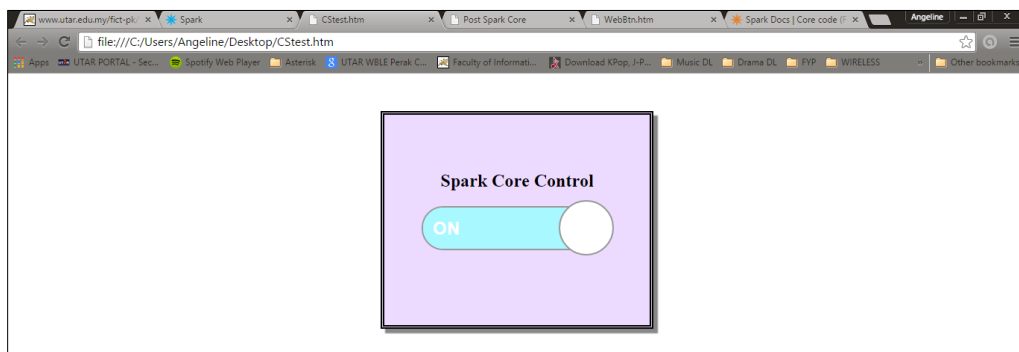 www.utar.edu.my/fict-pk/ Spark CStest.htm Post Spark Core WebBtn.htm Spark Docs | Core code (F Angeline
file:///C:/Users/Angeline/Desktop/CStest.htm
Apps UTAR PORTAL - Sec... Spotify Web Player Asterisk UTAR WBLE Perak C... Faculty of Informati... Download KPop, J-P... Music DL Drama DL FYP WIRELESS » Other bookmarks
Spark Core Control
ON